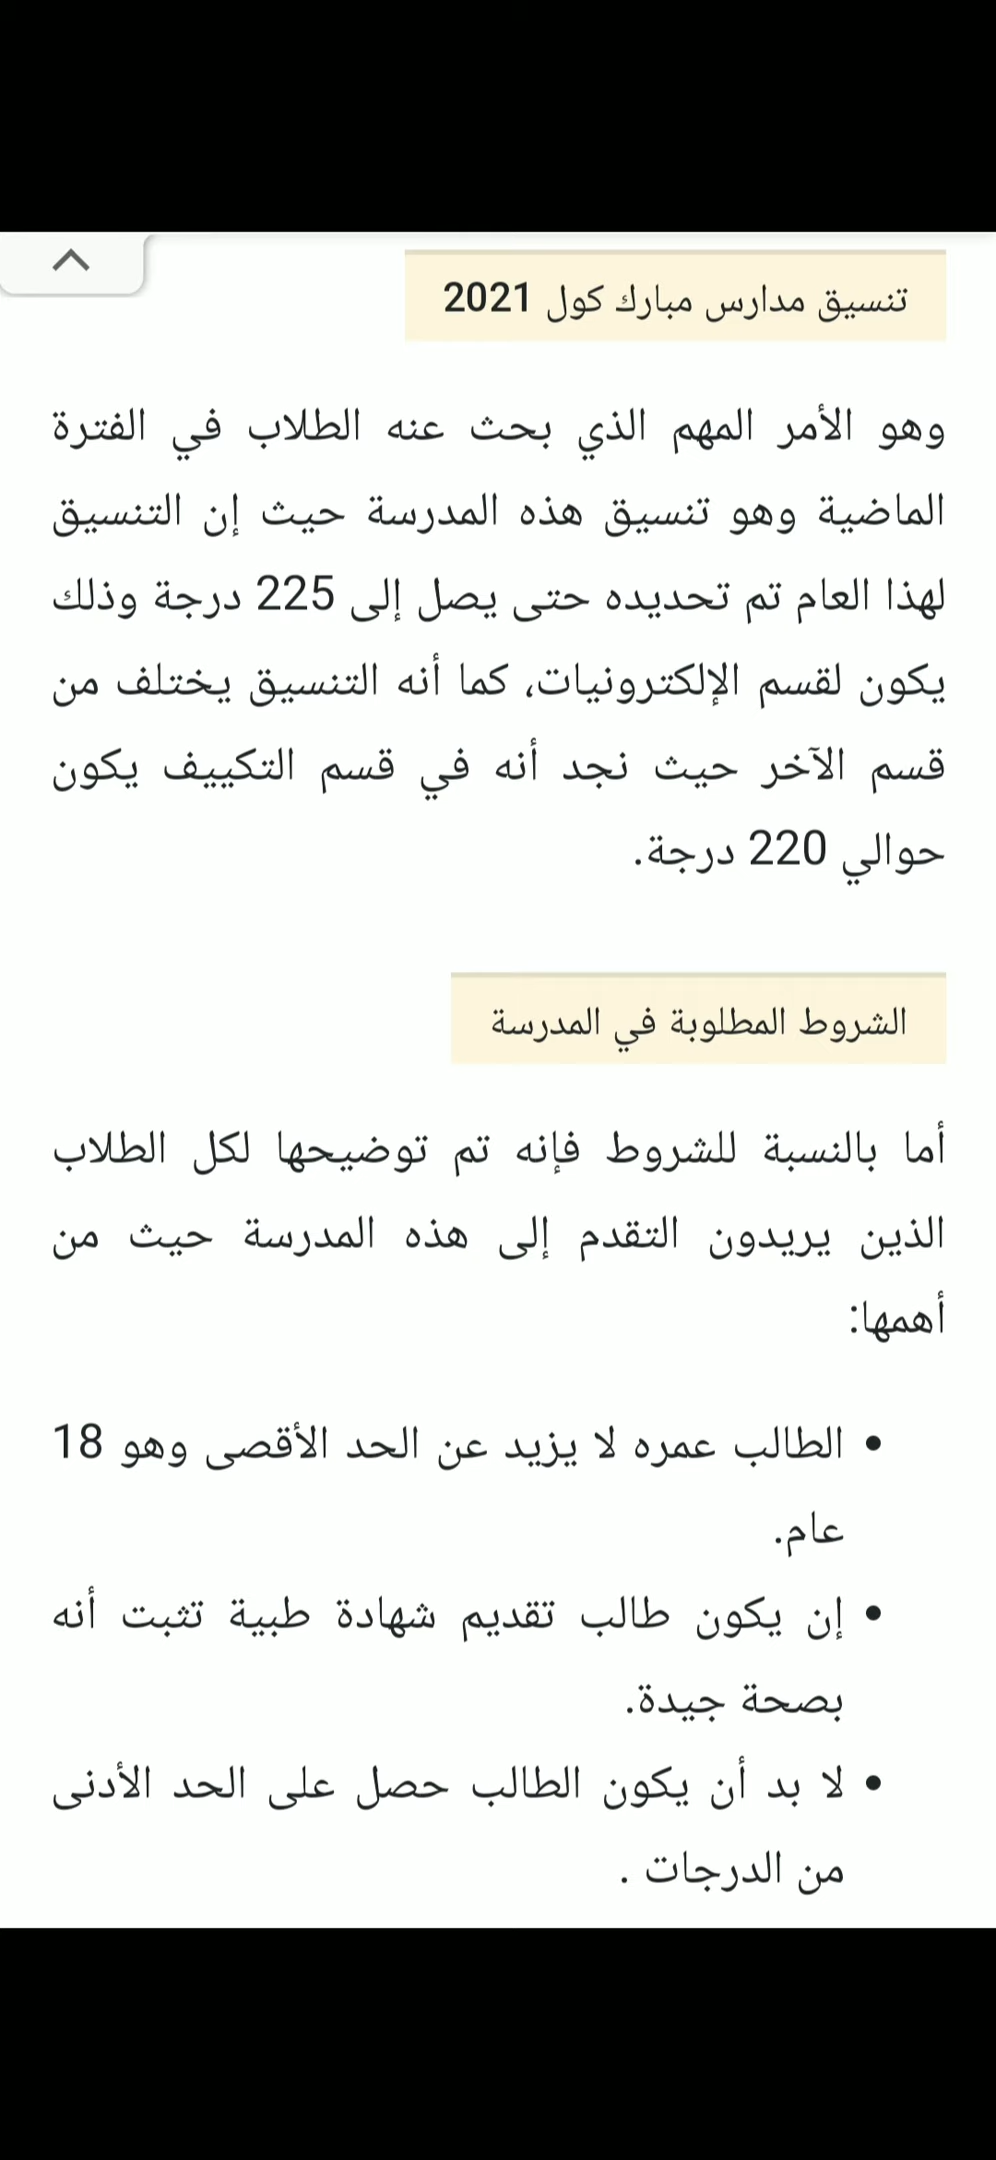 تنسيق مدارس مبارك كول 2021
وهو الأمر المهم الذي بحث عنه الطلاب في الفترة
الماضية وهو تنسيق هذه المدرسة حيث إن التنسيق
لهذا العام تم تحديده حتى يصل إلى 225 درجة وذلك
يكون لقسم الإلكترونيات، كما أنه التنسيق يختلف من
قسم الآخر حيث نجد أنه في قسم التكييف يكون
حوالي 220 درجة.
الشروط المطلوبة في المدرسة
أما بالنسبة للشروط فإنه تم توضيحها لكل الطلاب
الذين يريدون التقدم إلى هذه المدرسة حيث من
أهمها:
• الطالب عمره لا يزيد عن الحد الأقصى وهو 18
عام.
• إن يكون طالب تقديم شهادة طبية تثبت أنه
بصحة جيدة.
• لا بد أن يكون الطالب حصل على الحد الأدنى
من الدرجات .